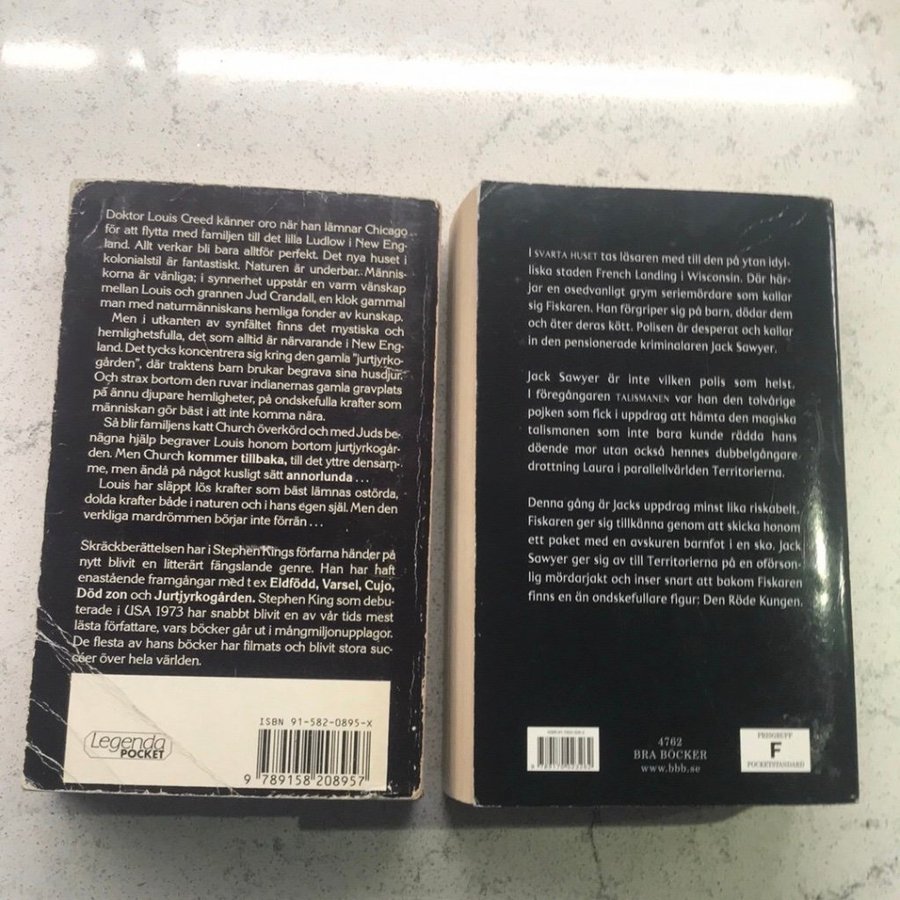 Doktor Louis Creed känner oro när han lämnar Chicago
för att flytta med familjen till det lilla Ludlow i New Eng-
land. Allt verkar bli bara alltför perfekt. Det nya huset i
kolonialstil är fantastiskt. Naturen är underbar. Männis-
korna är vänliga; i synnerhet uppstår en varm vänskap
mellan Louis och grannen Jud Crandall, en klok gammal
man med naturmänniskans hemliga fonder av kunskap.
Men i utkanten av synfältet finns det mystiska och
hemlighetsfulla, det som alltid är närvarande i New Eng-
land. Det tycks koncentrera sig kring den gamla "jurtjyrko-
gården", där traktens barn brukar begrava sina husdjur.
Och strax bortom den ruvar indianernas gamla gravplats
på ännu djupare hemligheter, på ondskefulla krafter som
människan gör bäst i att inte komma nära.
Så blir familjens katt Church överkörd och med Juds be-
nägna hjälp begraver Louis honom bortom jurtjyrkogår-
den. Men Church kommer tillbaka, till det yttre densam-
me, men ändå på något kusligt sätt annorlunda ...
Louis har släppt lös krafter som bäst lämnas ostörda,
dolda krafter både i naturen och i hans egen själ. Men den
verkliga mardrömmen börjar inte förrän ...
Skräckberättelsen har i Stephen Kings förfarna händer på
nytt blivit en litterärt fängslande genre. Han har haft
enastående framgångar med t ex Eldfödd, Varsel, Cujo,
Död zon och Jurtjyrkogården. Stephen King som debu-
terade i USA 1973 har snabbt blivit en av vår tids mest
lästa författare, vars böcker går ut i mångmiljonupplagor.
De flesta av hans böcker har filmats och blivit stora suc-
céer över hela världen.
Legenda
POCKET
ISBN 91-582-0895-X
9 789158 208957
I SVARTA HUSET tas läsaren med till den på ytan idyl-
liska staden French Landing i Wisconsin. Där här-
jar en osedvanligt grym seriemördare som kallar
sig Fiskaren. Han förgriper sig på barn, dödar dem
och äter deras kött. Polisen är desperat och kallar
in den pensionerade kriminalaren Jack Sawyer.
Jack Sawyer är inte vilken polis som helst.
I föregångaren TALISMANEN var han den tolvårige
pojken som fick i uppdrag att hämta den magiska
talismanen som inte bara kunde rädda hans
döende mor utan också hennes dubbelgångare,
drottning Laura i parallellvärlden Territorierna.
Denna gång är Jacks uppdrag minst lika riskabelt.
Fiskaren ger sig tillkänna genom att skicka honom
ett paket med en avskuren barnfot i en sko. Jack
Sawyer ger sig av till Territorierna på en oförson-
lig mördarjakt och inser snart att bakom Fiskaren
finns en än ondskefullare figur; Den Röde Kungen.
4762
BRA BÖCKER
www.bbb.se
PRISGRUPP
F
POCKETSTANDARD